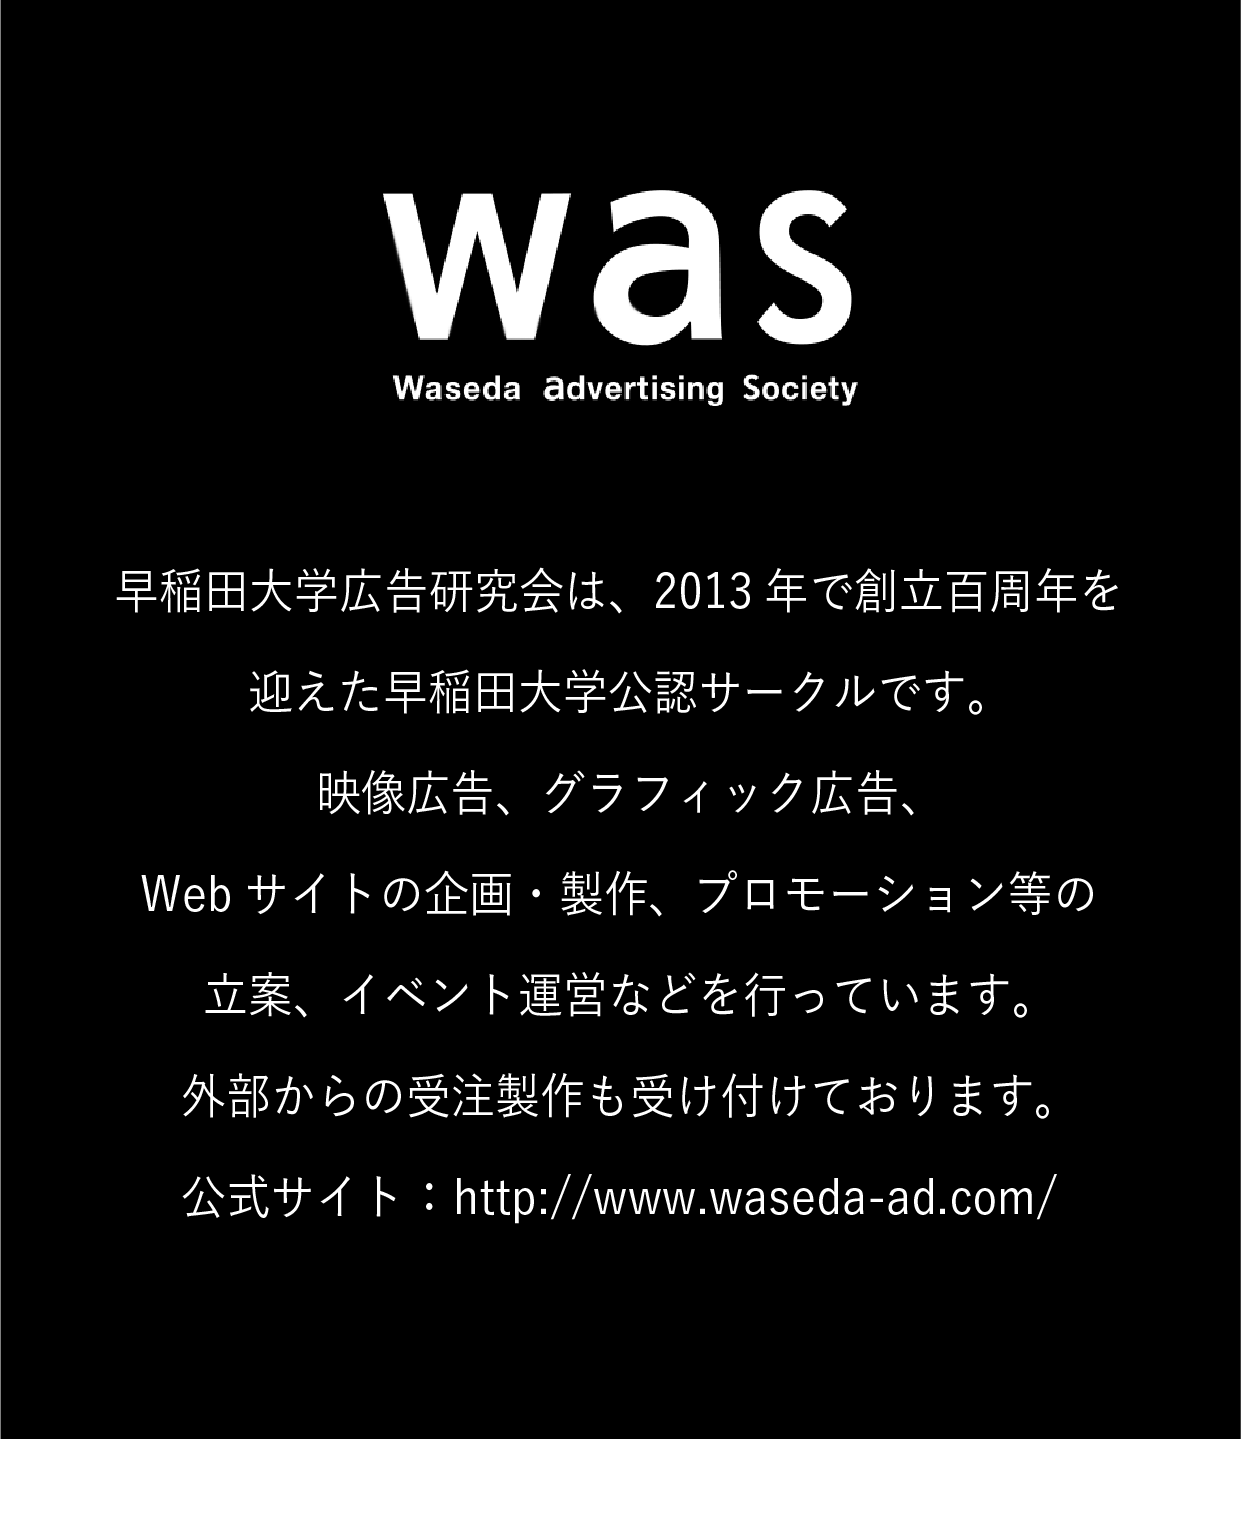 was
Waseda advertising Society
早稲田大学広告研究会は、2013年で創立百周年を
迎えた早稲田大学公認サークルです。
映像広告、グラフィック広告、
Webサイトの企画・製作、プロモーション等の
立案、イベント運営などを行っています。
外部からの受注製作も受け付けております。
公式サイト：http://www.waseda-ad.com/